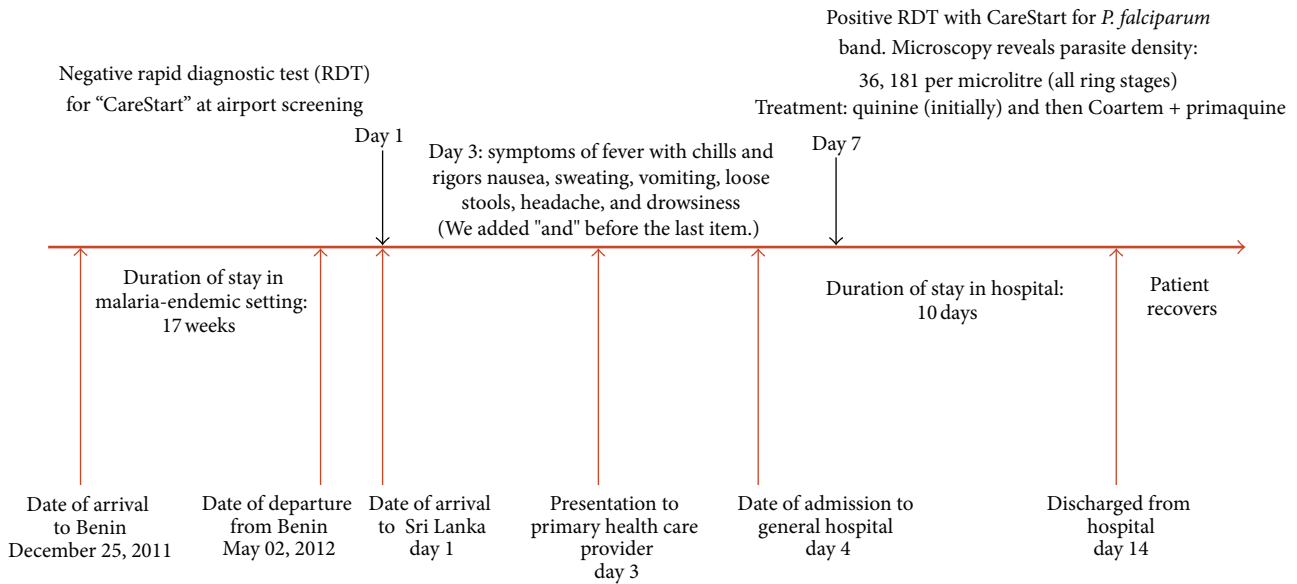 Negative rapid diagnostic test (RDT)
for “CareStart” at airport screening
Day 1
Day 3: symptoms of fever with chills and
rigors nausea, sweating, vomiting, loose
stools, headache, and drowsiness
(We added "and" before the last item.)
Positive RDT with CareStart for P. falciparum
band. Microscopy reveals parasite density:
36, 181 per microlitre (all ring stages)
Treatment: quinine (initially) and then Coartem + primaquine
Day 7
Duration of stay in
malaria-endemic setting:
17 weeks
Duration of stay in hospital:
10 days
Patient
recovers
Date of arrival
to Benin
December 25, 2011
Date of departure
from Benin
May 02, 2012
Date of arrival
to Sri Lanka
day 1
Presentation to
primary health care
provider
day 3
Date of admission to
general hospital
day 4
Discharged from
hospital
day 14